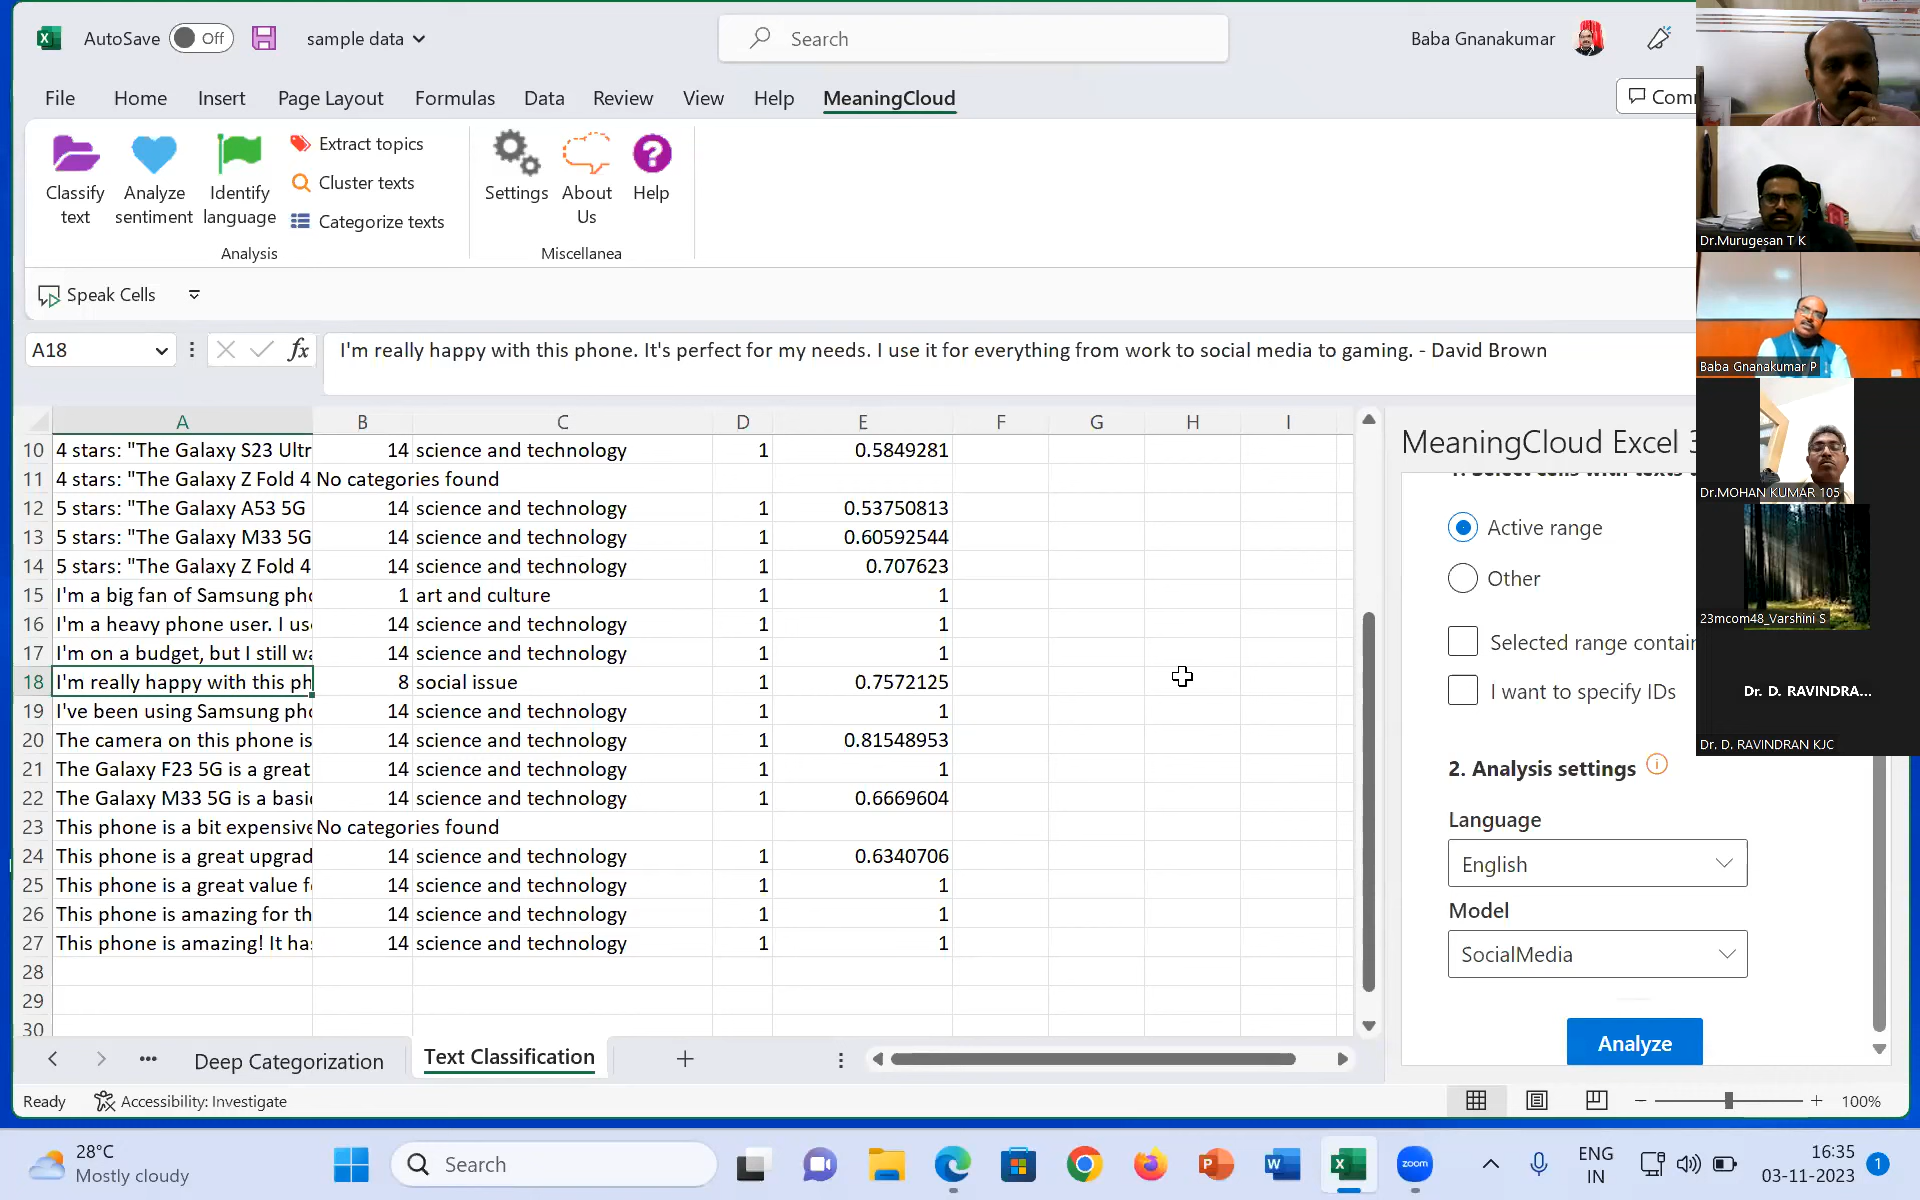 AutoSave Off sample data Search Baba Gnanakumar
File Home Insert Page Layout Formulas Data Review View Help MeaningCloud
Classify text
Analyze sentiment
Identify language
Extract topics
Cluster texts
Categorize texts
Analysis
Settings
About Us
Help
Miscellanea
Speak Cells
A18 fx I'm really happy with this phone. It's perfect for my needs. I use it for everything from work to social media to gaming. - David Brown
A B C D E F G H I
10 4 stars: "The Galaxy S23 Ultr 14 science and technology 1 0.5849281
11 4 stars: "The Galaxy Z Fold 4 No categories found
12 5 stars: "The Galaxy A53 5G 14 science and technology 1 0.53750813
13 5 stars: "The Galaxy M33 5G 14 science and technology 1 0.60592544
14 5 stars: "The Galaxy Z Fold 4 14 science and technology 1 0.707623
15 I'm a big fan of Samsung pho 1 art and culture 1 1
16 I'm a heavy phone user. I use 14 science and technology 1 1
17 I'm on a budget, but I still wa 14 science and technology 1 1
18 I'm really happy with this ph 8 social issue 1 0.7572125
19 I've been using Samsung pho 14 science and technology 1 1
20 The camera on this phone is 14 science and technology 1 0.81548953
21 The Galaxy F23 5G is a great 14 science and technology 1 1
22 The Galaxy M33 5G is a basic 14 science and technology 1 0.6669604
23 This phone is a bit expensive No categories found
24 This phone is a great upgrad 14 science and technology 1 0.6340706
25 This phone is a great value f 14 science and technology 1 1
26 This phone is amazing for th 14 science and technology 1 1
27 This phone is amazing! It has 14 science and technology 1 1
28
29
30
Deep Categorization Text Classification
Ready Accessibility: Investigate
100%
MeaningCloud Excel
1. Select cells with texts
Active range
Other
Selected range contain
I want to specify IDs
2. Analysis settings
Language
English
Model
SocialMedia
Analyze
Dr.Murugesan T K
Baba Gnanakumar P
Dr.MOHAN KUMAR 105
23mcom48_Varshini S
Dr. D. RAVINDRA...
Dr. D. RAVINDRAN KJC
28°C
Mostly cloudy
Search
zoom
ENG
IN
16:35
03-11-2023
1